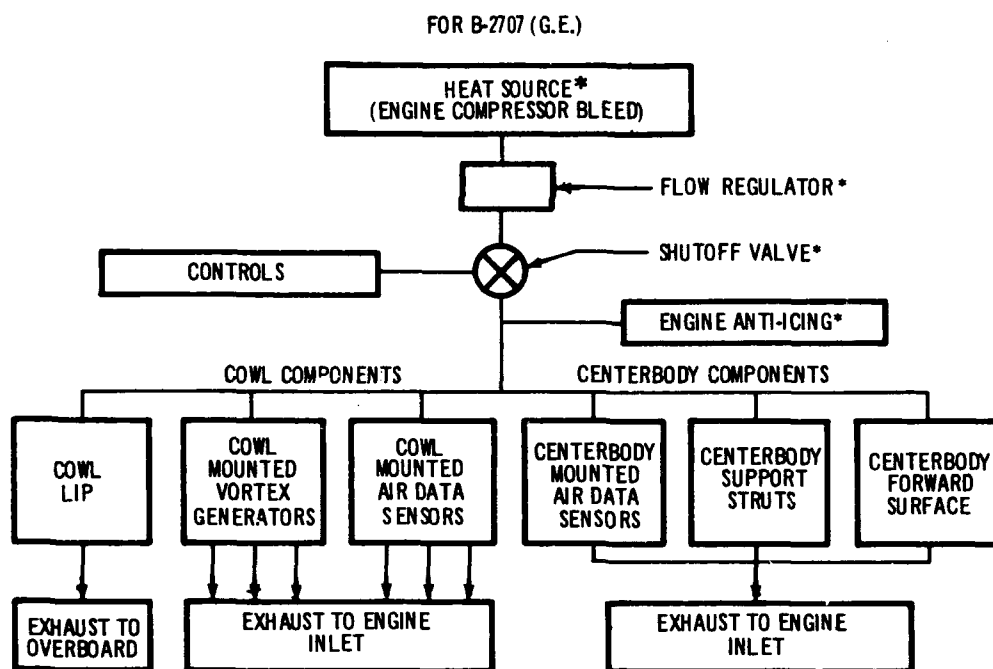 FOR B-2707 (G.E.)
HEAT SOURCE*
(ENGINE COMPRESSOR BLEED)
FLOW REGULATOR*
SHUTOFF VALVE*
CONTROLS
ENGINE ANTI-ICING*
COWL COMPONENTS
CENTERBODY COMPONENTS
COWL
LIP
COWL
MOUNTED
VORTEX
GENERATORS
COWL
MOUNTED
AIR DATA
SENSORS
CENTERBODY
MOUNTED
AIR DATA
SENSORS
CENTERBODY
SUPPORT
STRUTS
CENTERBODY
FORWARD
SURFACE
EXHAUST TO
OVERBOARD
EXHAUST TO ENGINE
INLET
EXHAUST TO ENGINE
INLET